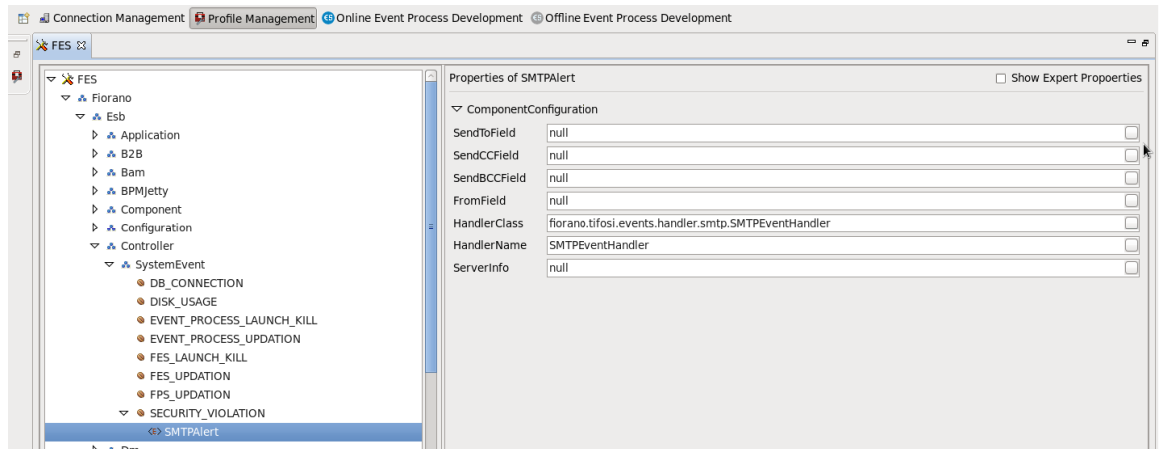 Connection Management Profile Management Online Event Process Development Offline Event Process Development
FES
FES
Fiorano
Esb
Application
B2B
Bam
BPMJetty
Component
Configuration
Controller
SystemEvent
DB_CONNECTION
DISK_USAGE
EVENT_PROCESS_LAUNCH_KILL
EVENT_PROCESS_UPDATION
FES_LAUNCH_KILL
FES_UPDATION
FPS_UPDATION
SECURITY_VIOLATION
SMTPAlert
Properties of SMTPAlert Show Expert Propoerties
ComponentConfiguration
SendToField null
SendCCField null
SendBCCField null
FromField null
HandlerClass fiorano.tifosi.events.handler.smtp.SMTPEventHandler
HandlerName SMTPEventHandler
ServerInfo null